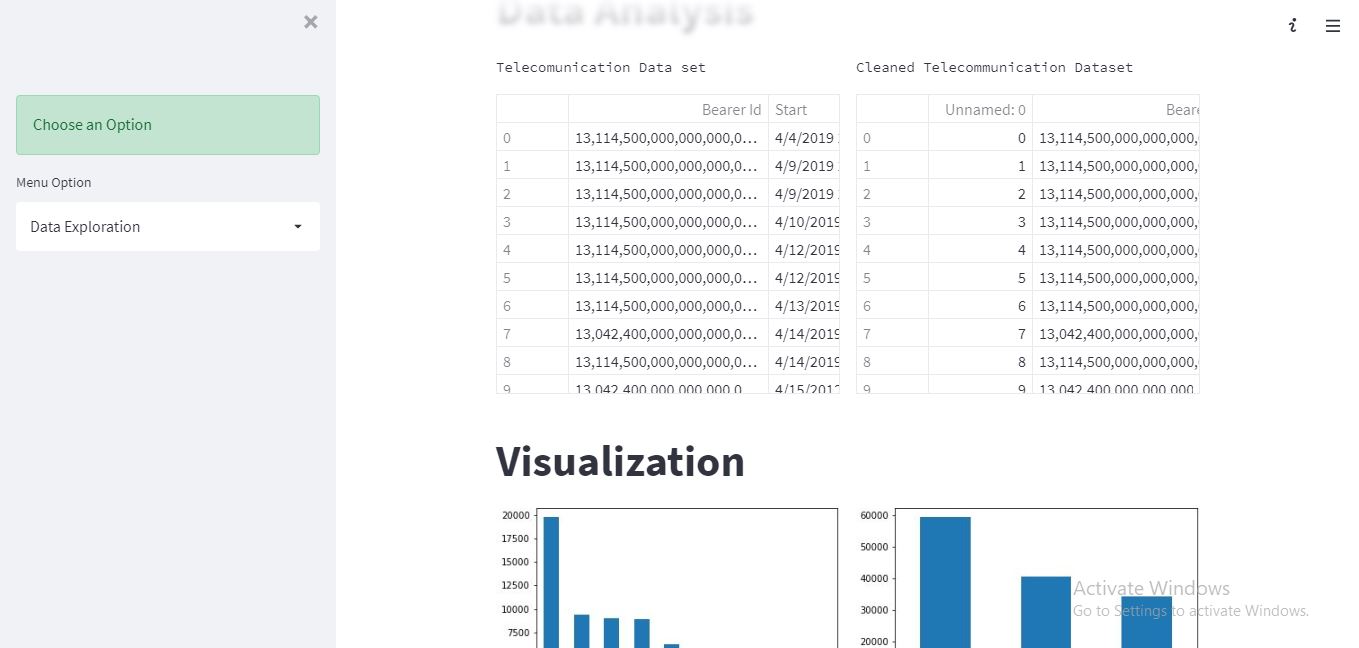 ×
Choose an Option
Menu Option
Data Exploration
Data Analysis
Telecomunication Data set
Bearer Id Start
0 13,114,500,000,000,000,0... 4/4/2019
1 13,114,500,000,000,000,0... 4/9/2019
2 13,114,500,000,000,000,0... 4/9/2019
3 13,114,500,000,000,000,0... 4/10/2019
4 13,114,500,000,000,000,0... 4/12/2019
5 13,114,500,000,000,000,0... 4/12/2019
6 13,114,500,000,000,000,0... 4/13/2019
7 13,042,400,000,000,000,0... 4/14/2019
8 13,114,500,000,000,000,0... 4/14/2019
9 13,042,400,000,000,000,0 4/15/201
Cleaned Telecommunication Dataset
Unnamed: 0 Beare
0 0 13,114,500,000,000,000,
1 1 13,114,500,000,000,000,
2 2 13,114,500,000,000,000,
3 3 13,114,500,000,000,000,
4 4 13,114,500,000,000,000,
5 5 13,114,500,000,000,000,
6 6 13,114,500,000,000,000,
7 7 13,042,400,000,000,000,
8 8 13,114,500,000,000,000,
9 9 13,042,400,000,000,000,
Visualization
20000
17500
15000
12500
10000
7500
60000
50000
40000
30000
20000
Activate Windows
Go to Settings to activate Windows.